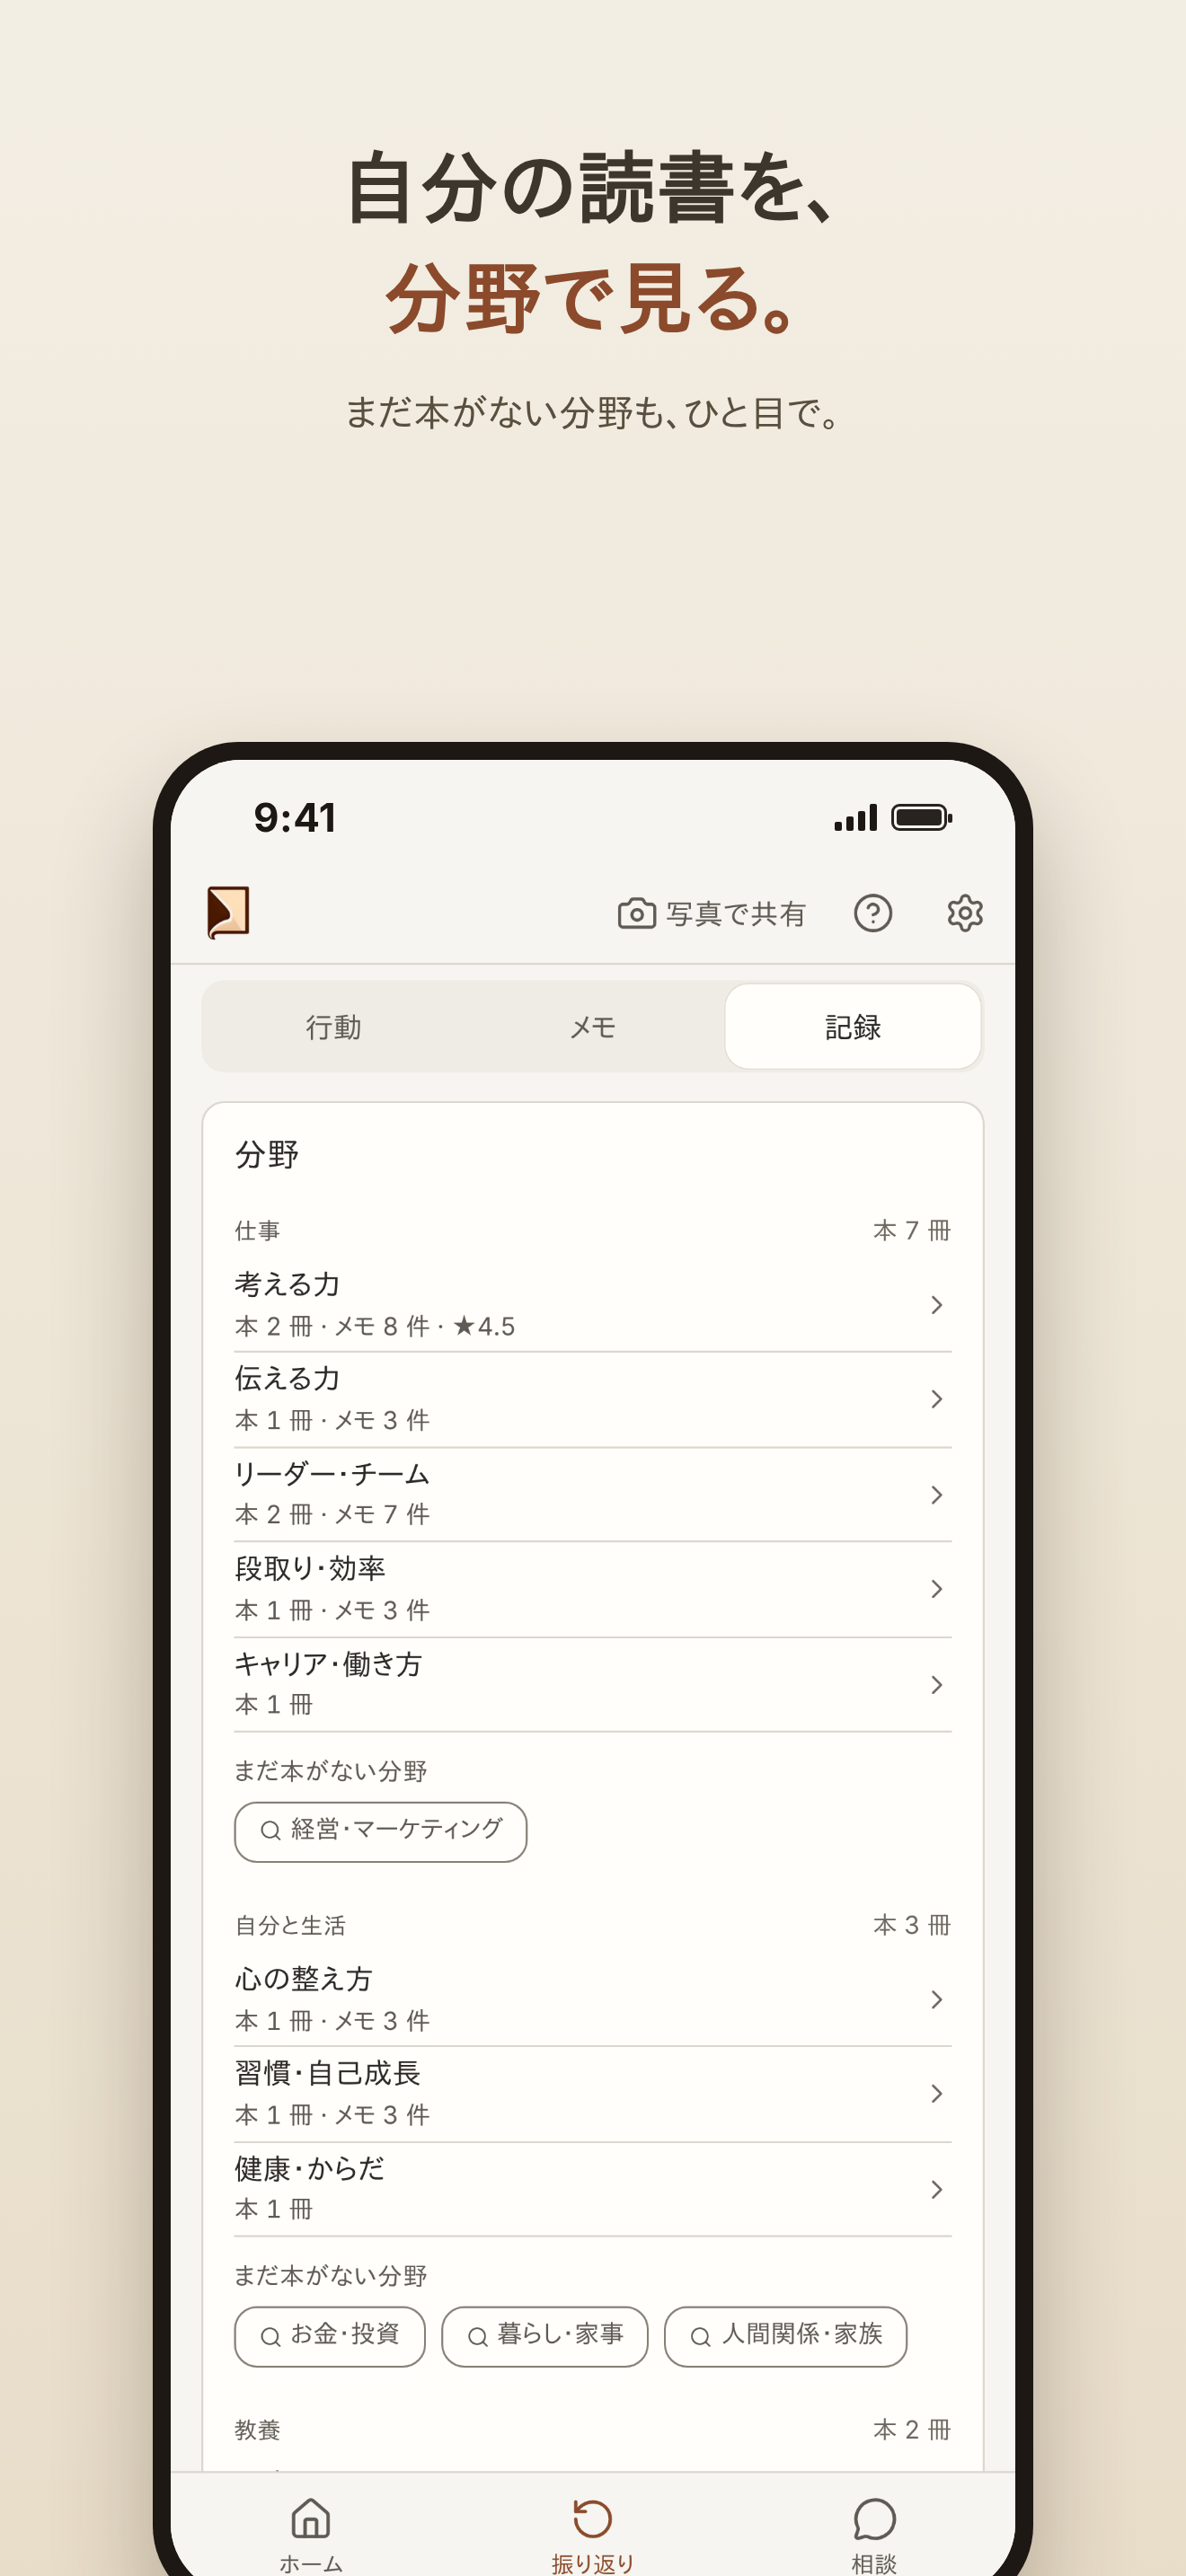 自分の読書を、
分野で見る。
まだ本がない分野も、ひと目で。
9:41
写真で共有
行動 メモ 記録
分野
仕事 本 7 冊
考える力
本 2 冊 · メモ 8 件 · ★4.5
伝える力
本 1 冊 · メモ 3 件
リーダー・チーム
本 2 冊 · メモ 7 件
段取り・効率
本 1 冊 · メモ 3 件
キャリア・働き方
本 1 冊
まだ本がない分野
経営・マーケティング
自分と生活 本 3 冊
心の整え方
本 1 冊 · メモ 3 件
習慣・自己成長
本 1 冊 · メモ 3 件
健康・からだ
本 1 冊
まだ本がない分野
お金・投資 暮らし・家事 人間関係・家族
教養 本 2 冊
ホーム 振り返り 相談